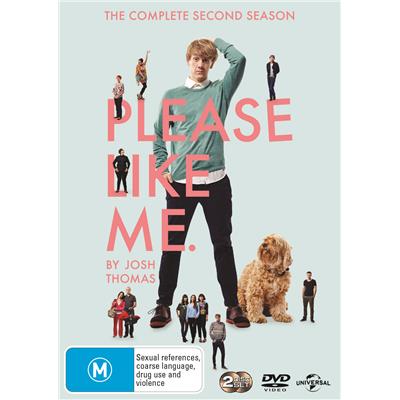 THE COMPLETE SECOND SEASON
PLEASE
LIKE
ME.
BY JOSH
THOMAS
M
Sexual references,
coarse language,
drug use and
violence
2 DISC SET
DVD
VIDEO
UNIVERSAL